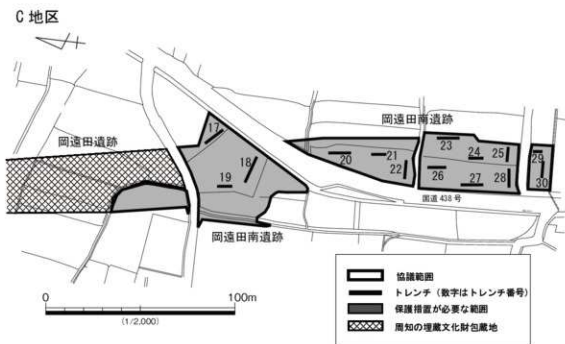 C 地区
岡遠田南遺跡
岡遠田遺跡
17
18
19
20
21
22
23
24
25
26
27
28
29
30
国道 438 号
岡遠田南遺跡
協議範囲
トレンチ（数字はトレンチ番号）
保護措置が必要な範囲
周知の埋蔵文化財包蔵地
0
100m
(1/2,000)